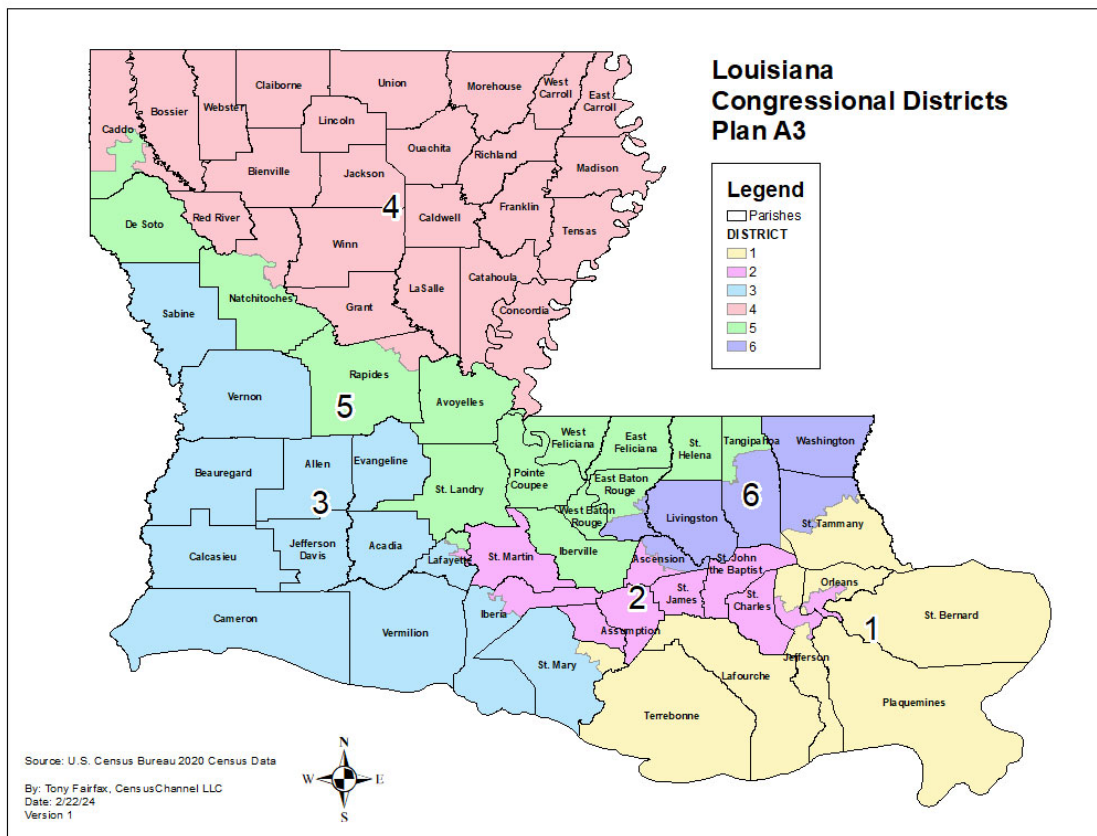 Louisiana
Congressional Districts
Plan A3
Legend
Parishes
DISTRICT
1
2
3
4
5
6
Caddo
Bossier
Webster
Claiborne
Union
Morehouse
West
Carroll
East
Carroll
Lincoln
Ouachita
Richland
Madison
Bienville
Jackson
4
Caldwell
Franklin
Tensas
De Soto
Red River
Winn
Natchitoches
Sabine
Grant
LaSalle
Catahoula
Concordia
Rapides
Vernon
5
Avoyelles
Beauregard
Allen
Evangeline
3
St. Landry
Pointe
Coupee
West
Feliciana
East
Feliciana
St.
Helena
Tangipahoa
Washington
East Baton
Rouge
West Baton
Rouge
6
Livingston
St. Tammany
Calcasieu
Jefferson
Davis
Acadia
Lafayette
St. Martin
Iberville
Ascension
St. John
the Baptist
Orleans
Cameron
Vermilion
Iberia
2
St.
James
St.
Charles
Assumption
1
St. Bernard
St. Mary
Jefferson
Lafourche
Terrebonne
Plaquemines
Source: U.S. Census Bureau 2020 Census Data
By: Tony Fairfax, CensusChannel LLC
Date: 2/22/24
Version 1
N
W
E
S